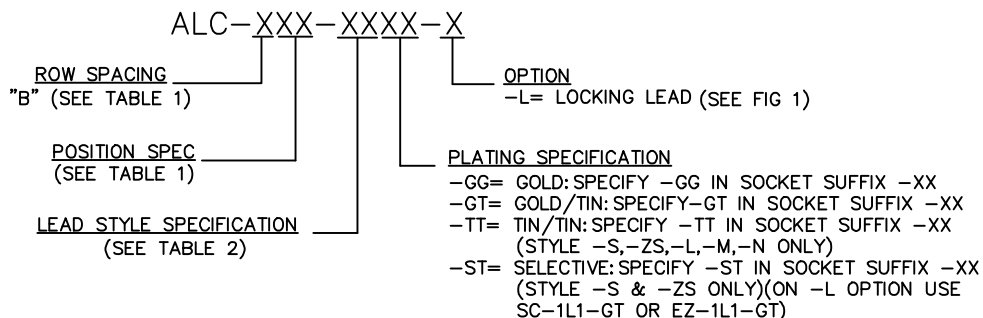 ALC-XXX-XXXX-X
ROW SPACING
"B" (SEE TABLE 1)
POSITION SPEC
(SEE TABLE 1)
LEAD STYLE SPECIFICATION
(SEE TABLE 2)
OPTION
-L= LOCKING LEAD (SEE FIG 1)
PLATING SPECIFICATION
-GG= GOLD: SPECIFY -GG IN SOCKET SUFFIX -XX
-GT= GOLD/TIN: SPECIFY-GT IN SOCKET SUFFIX -XX
-TT= TIN/TIN: SPECIFY -TT IN SOCKET SUFFIX -XX
(STYLE -S,-ZS,-L,-M,-N ONLY)
-ST= SELECTIVE: SPECIFY -ST IN SOCKET SUFFIX -XX
(STYLE -S & -ZS ONLY)(ON -L OPTION USE
SC-1L1-GT OR EZ-1L1-GT)